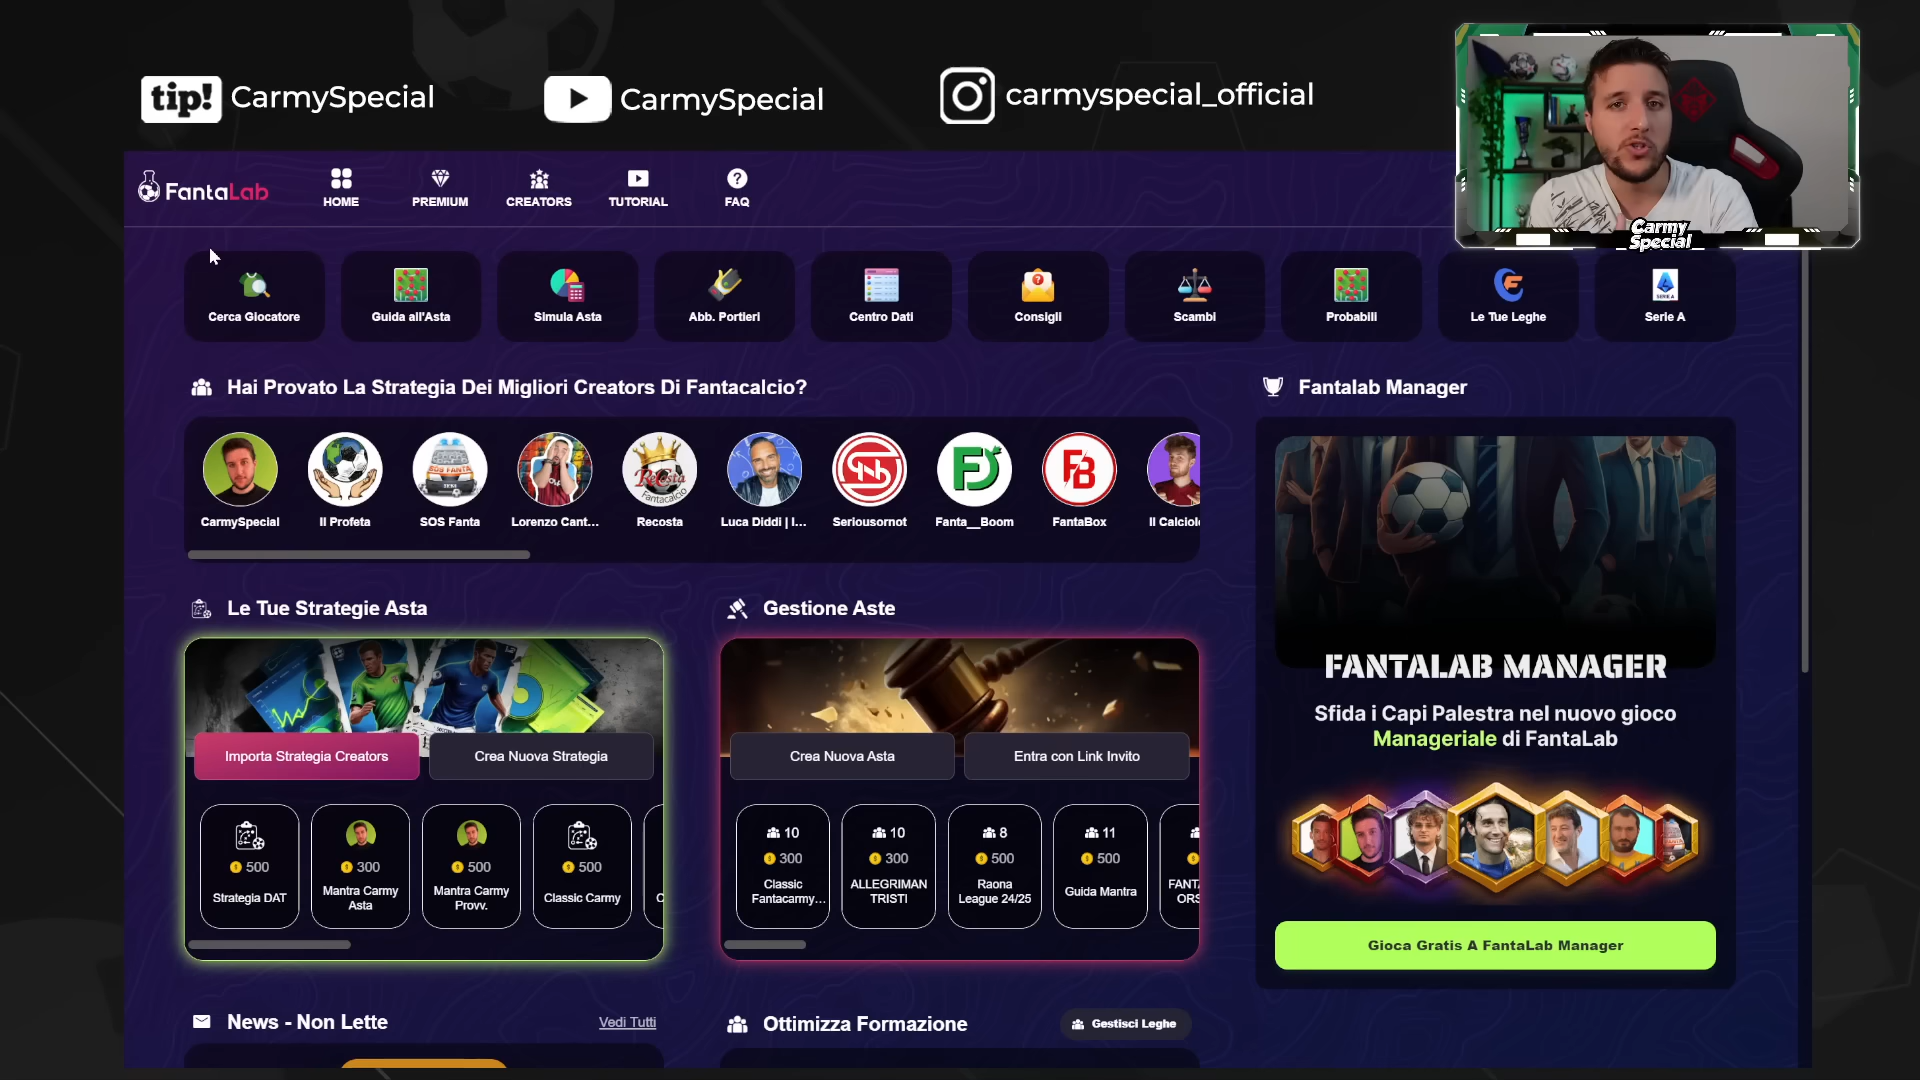 tip! CarmySpecial
CarmySpecial
carmyspecial_official
Carmy
Special
FantaLab
HOME
PREMIUM
CREATORS
TUTORIAL
FAQ
Cerca Giocatore
Guida all'Asta
Simula Asta
Abb. Portieri
Centro Dati
Consigli
Scambi
Probabili
Le Tue Leghe
Serie A
Hai Provato La Strategia Dei Migliori Creators Di Fantacalcio?
CarmySpecial
Il Profeta
SOS Fanta
Lorenzo Cant...
Recosta
Luca Diddi | I...
Seriousornot
Fanta__Boom
FantaBox
Il Calciol
Fantalab Manager
FANTALAB MANAGER
Sfida i Capi Palestra nel nuovo gioco
Manageriale di FantaLab
Gioca Gratis A FantaLab Manager
Le Tue Strategie Asta
Importa Strategia Creators
Crea Nuova Strategia
500
Strategia DAT
300
Mantra Carmy
Asta
500
Mantra Carmy
Provv.
500
Classic Carmy
Gestione Aste
Crea Nuova Asta
Entra con Link Invito
10
300
Classic
Fantacarmy...
10
300
ALLEGRIMAN
TRISTI
8
500
Raona
League 24/25
11
500
Guida Mantra
FANTA
ORS
News - Non Lette
Vedi Tutti
Ottimizza Formazione
Gestisci Leghe